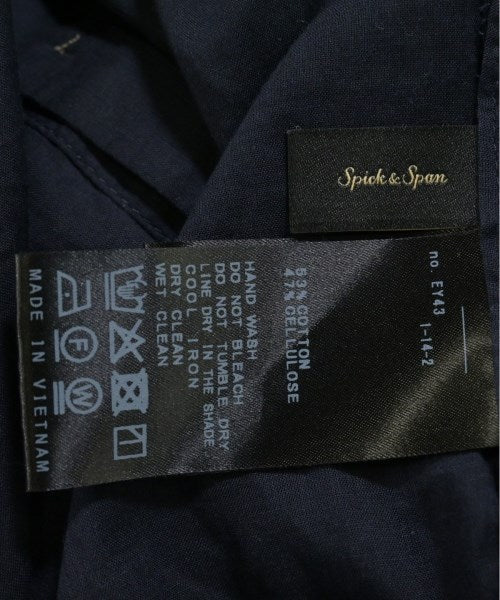 Spick & Span
no. EY43
1-14-2
53% COTTON
47% CELLULOSE
HAND WASH
DO NOT BLEACH
DO NOT TUMBLE DRY
LINE DRY IN THE SHADE.
COOL IRON
DRY CLEAN
WET CLEAN
F
W
MADE IN VIETNAM